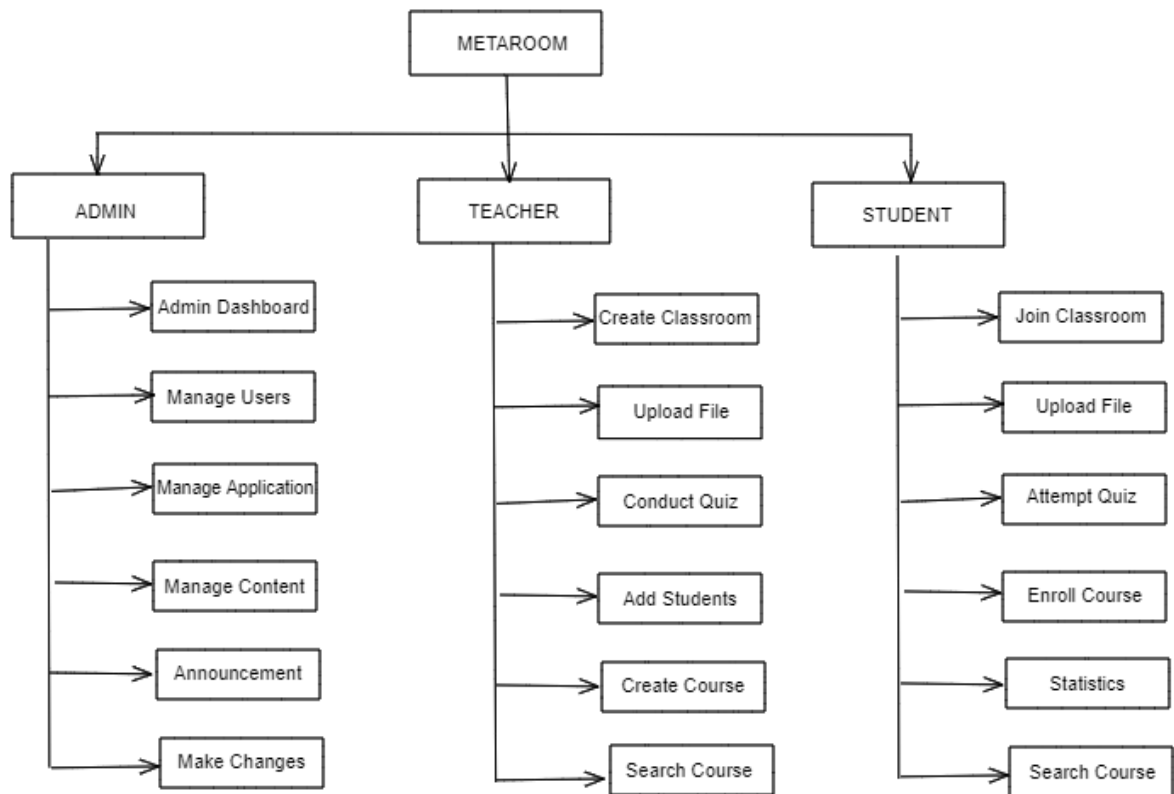 METAROOM
ADMIN
TEACHER
STUDENT
Admin Dashboard
Manage Users
Manage Application
Manage Content
Announcement
Make Changes
Create Classroom
Upload File
Conduct Quiz
Add Students
Create Course
Search Course
Join Classroom
Upload File
Attempt Quiz
Enroll Course
Statistics
Search Course